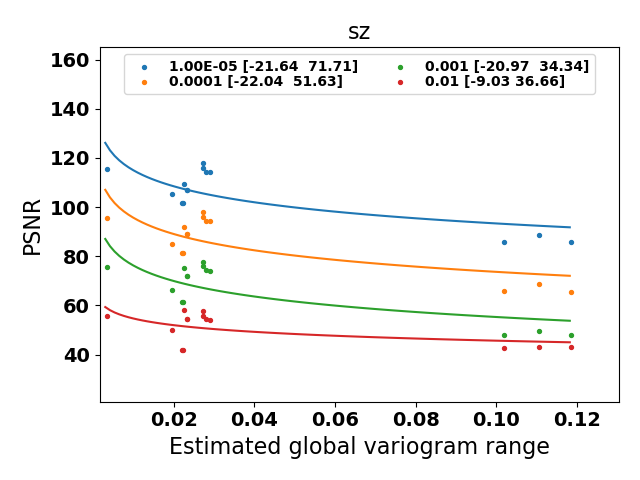 sz
1.00E-05 [-21.64  71.71]
0.0001 [-22.04  51.63]
0.001 [-20.97  34.34]
0.01 [-9.03 36.66]
PSNR
160
140
120
100
80
60
40
0.02 0.04 0.06 0.08 0.10 0.12
Estimated global variogram range